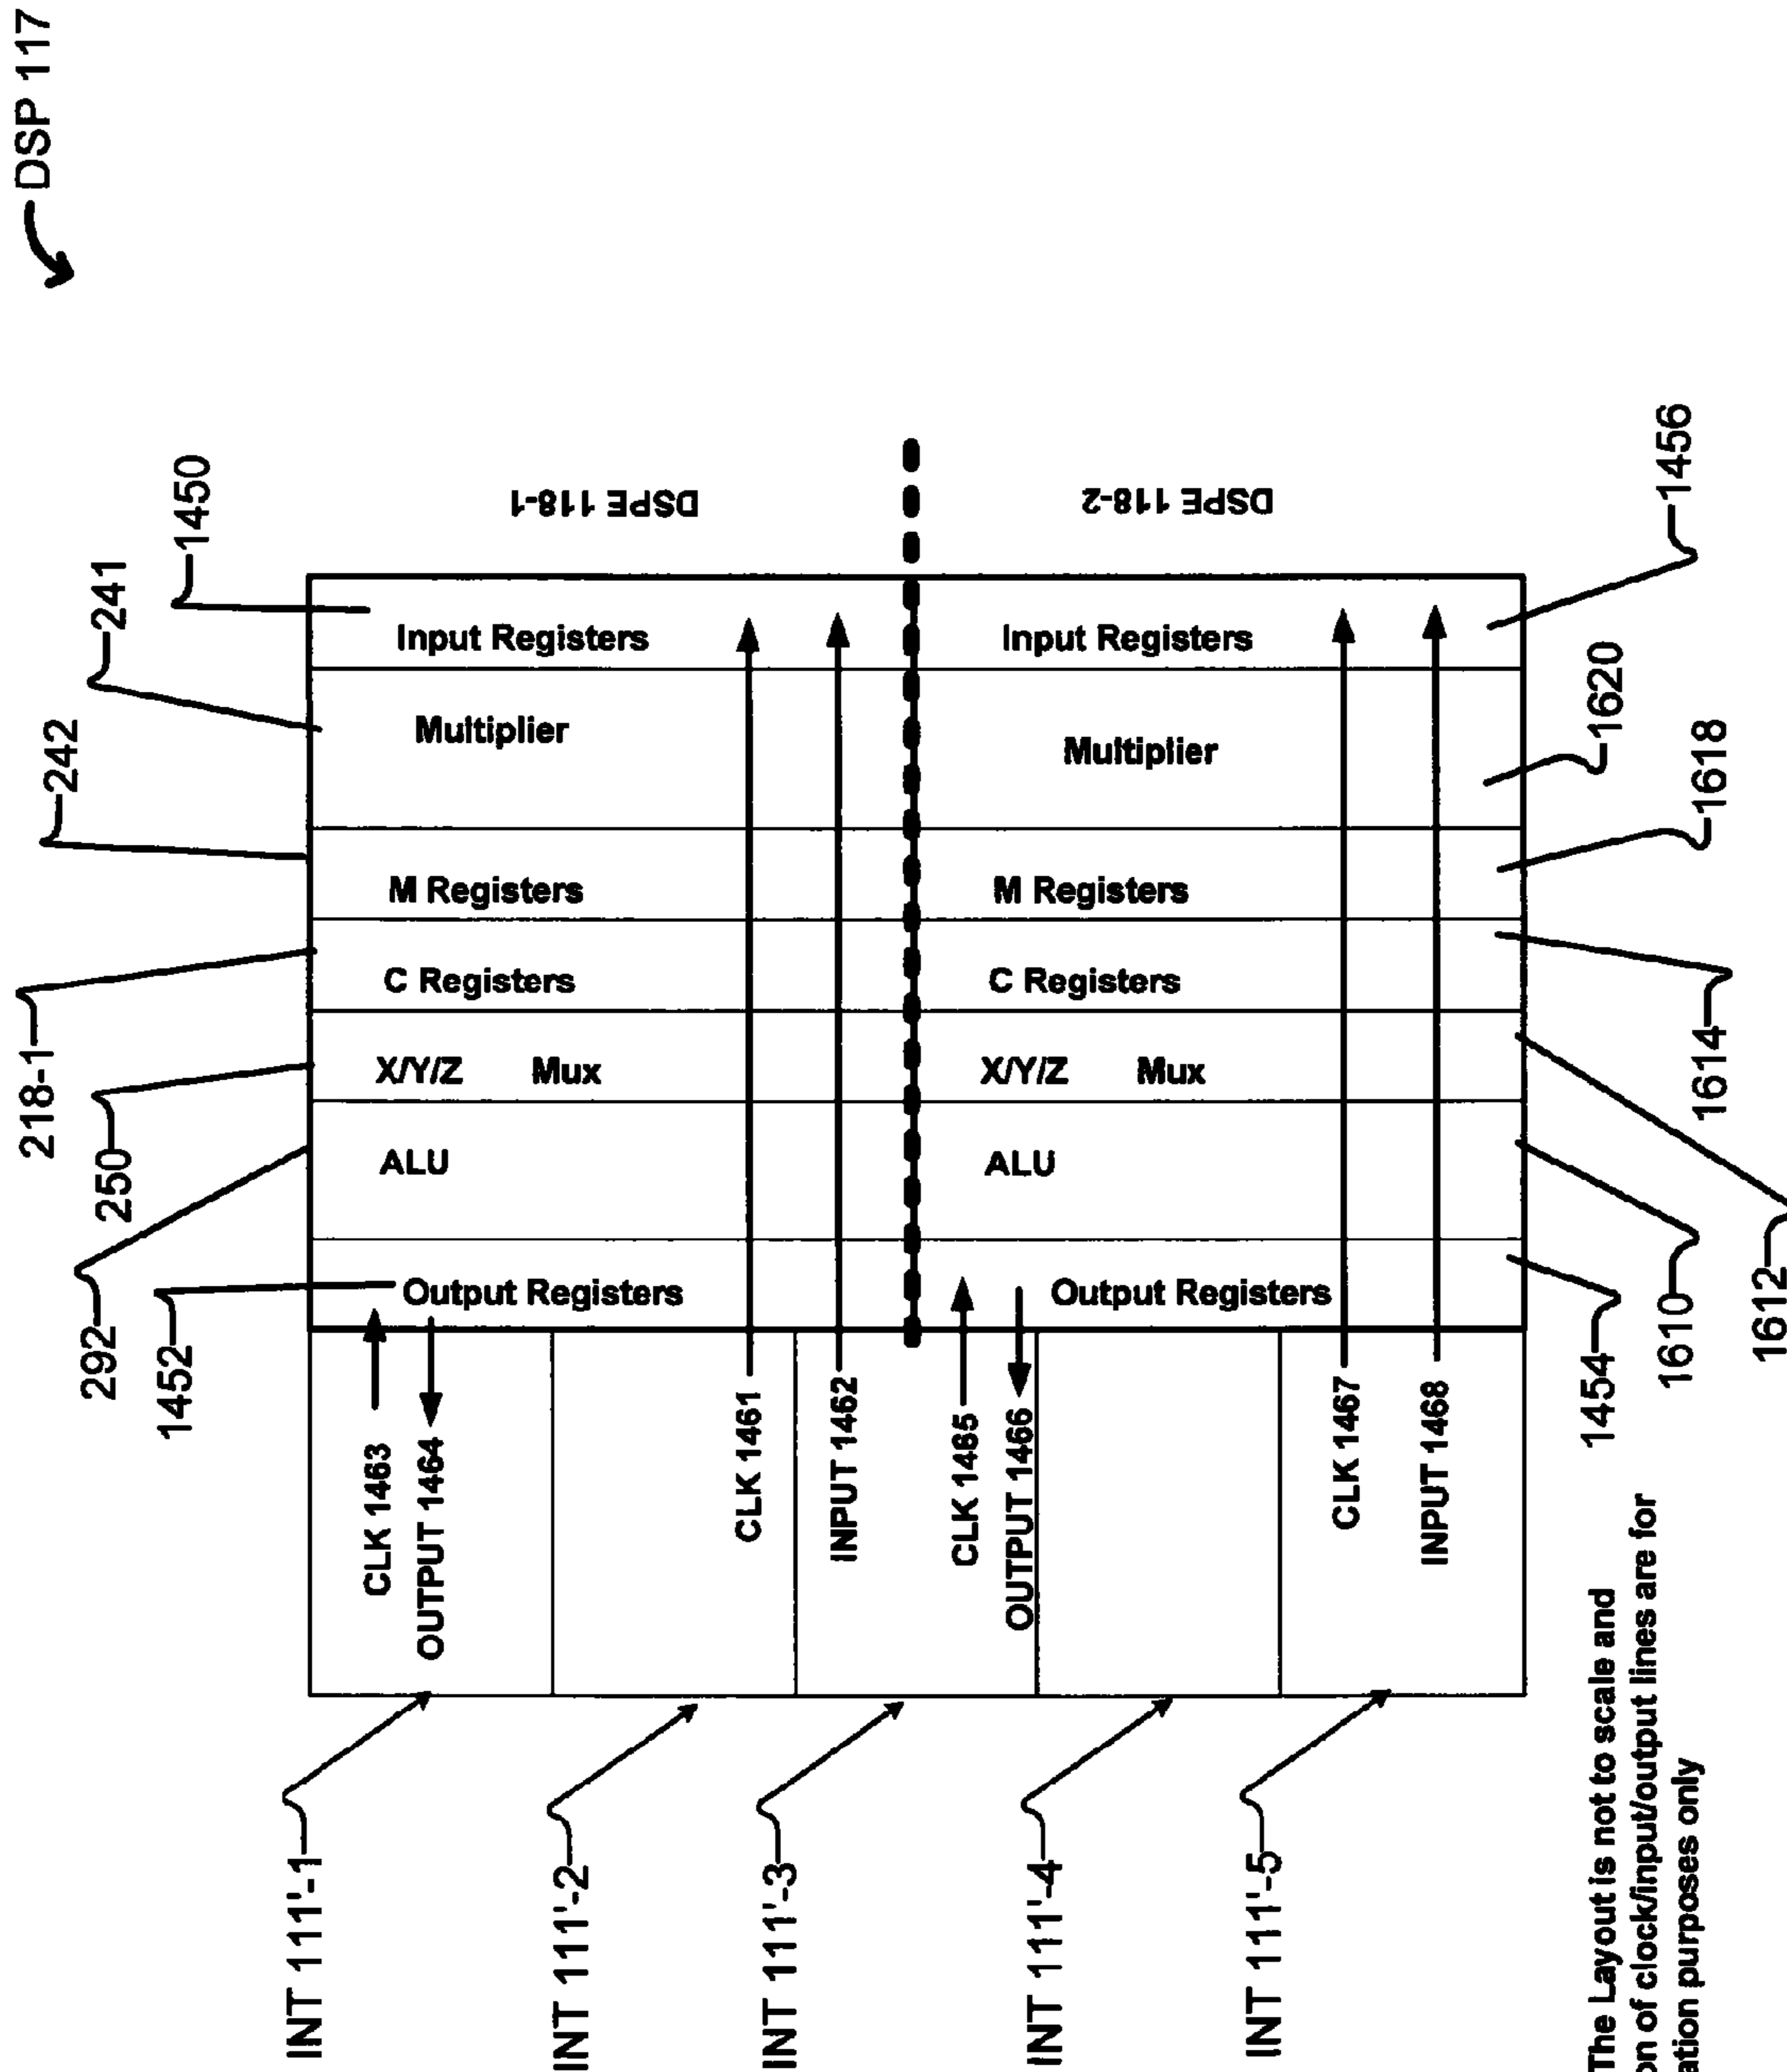 DSP 117
1450
241
242
218-1
250
292
1452
DSPE 118-1
DSPE 118-2
Input Registers
Input Registers
Multiplier
Multiplier
M Registers
M Registers
C Registers
C Registers
X/Y/Z Mux
X/Y/Z Mux
ALU
ALU
Output Registers
Output Registers
1456
1620
1618
1614
1612
1610
1454
CLK 1463
OUTPUT 1464
CLK 1461
INPUT 1462
CLK 1465
OUTPUT 1466
CLK 1467
INPUT 1468
INT 111'-1
INT 111'-2
INT 111'-3
INT 111'-4
INT 111'-5
The Layout is not to scale and
of clock/input/output lines are for
purposes only